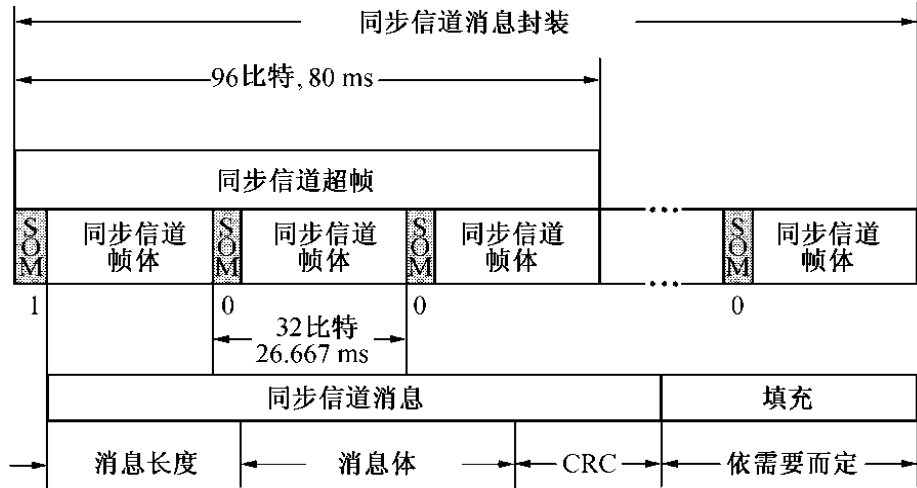 同步信道消息封装
96比特, 80 ms
同步信道超帧
SOM 同步信道帧体 SOM 同步信道帧体 SOM 同步信道帧体 ··· SOM 同步信道帧体
1 0 0 0
32比特
26.667 ms
···
同步信道消息 填充
消息长度 消息体 CRC 依需要而定